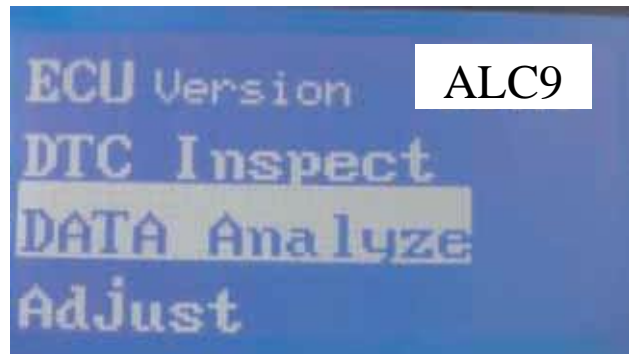 ECU Version
ALC9
DTC Inspect
DATA Analyze
Adjust